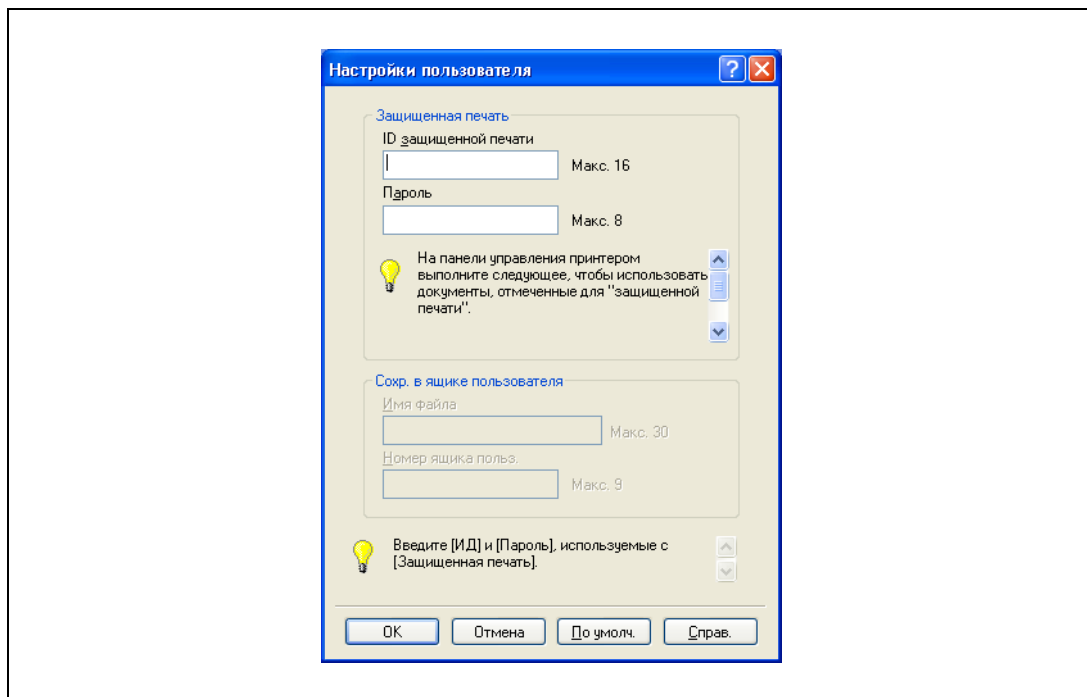 Настройки пользователя
Защищенная печать
ID защищенной печати
Макс. 16
Пароль
Макс. 8
На панели управления принтером
выполните следующее, чтобы использовать
документы, отмеченные для "защищенной
печати".
Сохр. в ящике пользователя
Имя файла
Макс. 30
Номер ящика польз.
Макс. 9
Введите [ИД] и [Пароль], используемые с
[Защищенная печать].
OK Отмена По умолч. Справ.